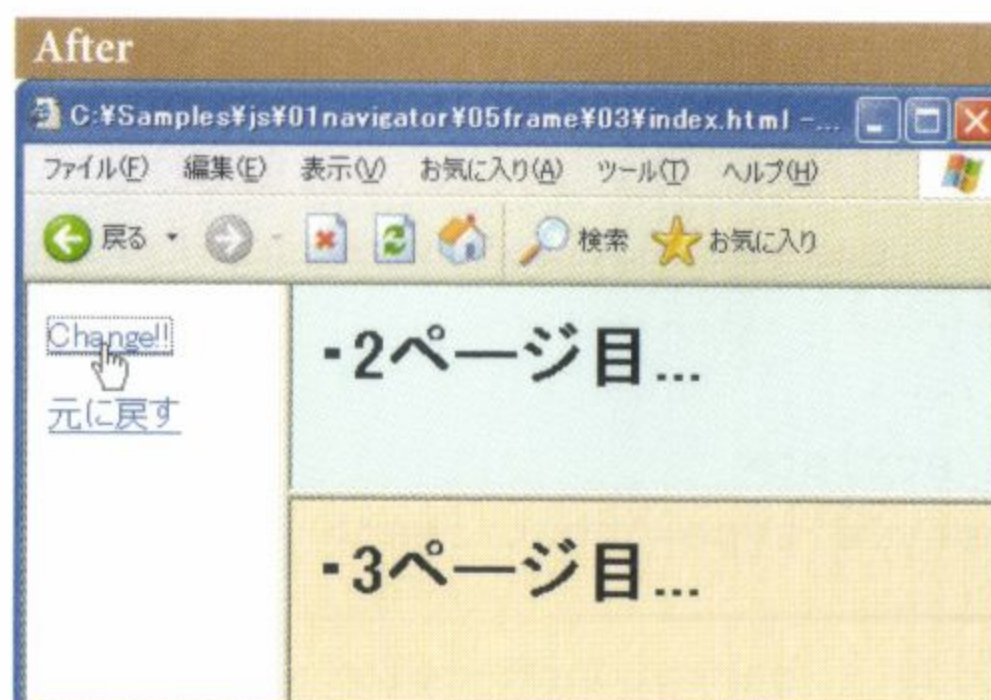 After
C:¥Samples¥js¥01navigator¥05frame¥03¥index.html -...
ファイル(F) 編集(E) 表示(V) お気に入り(A) ツール(T) ヘルプ(H)
戻る 検索 お気に入り
Change!!
元に戻す
-2ページ目...
-3ページ目...